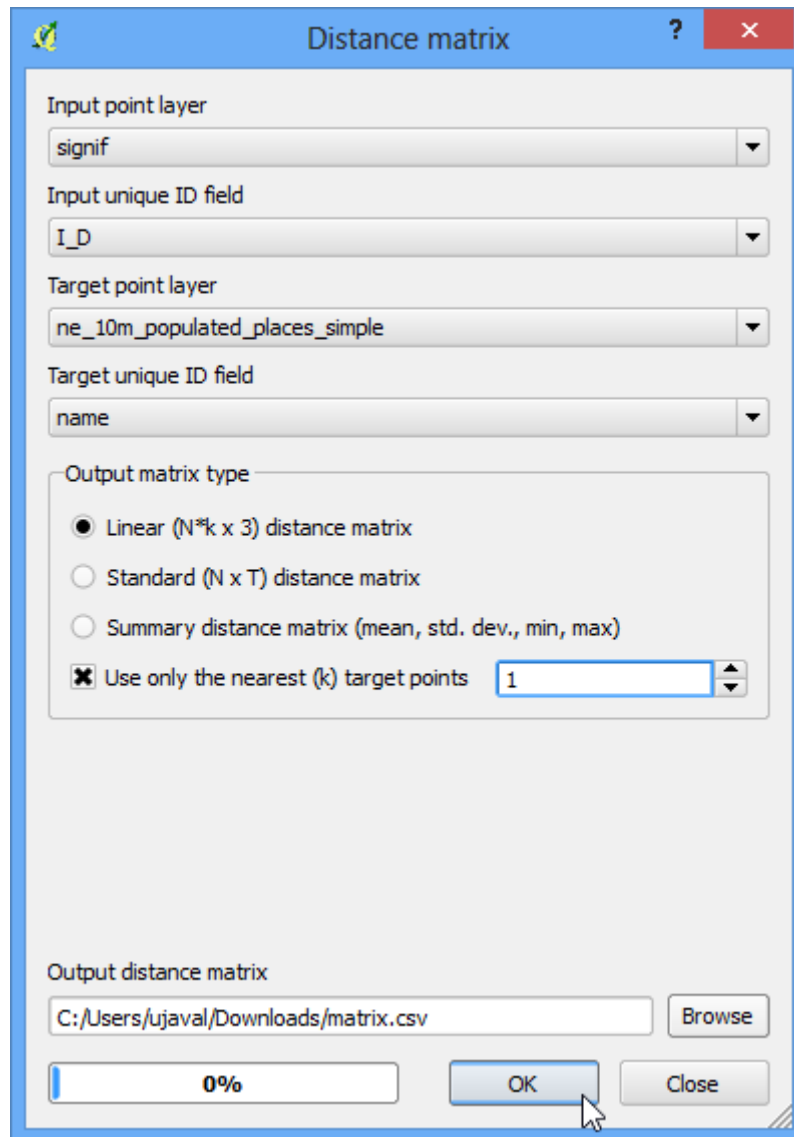 Distance matrix
?
×
Input point layer
signif
Input unique ID field
I_D
Target point layer
ne_10m_populated_places_simple
Target unique ID field
name
Output matrix type
Linear (N*k x 3) distance matrix
Standard (N x T) distance matrix
Summary distance matrix (mean, std. dev., min, max)
Use only the nearest (k) target points 1
Output distance matrix
C:/Users/ujaval/Downloads/matrix.csv Browse
0% OK Close